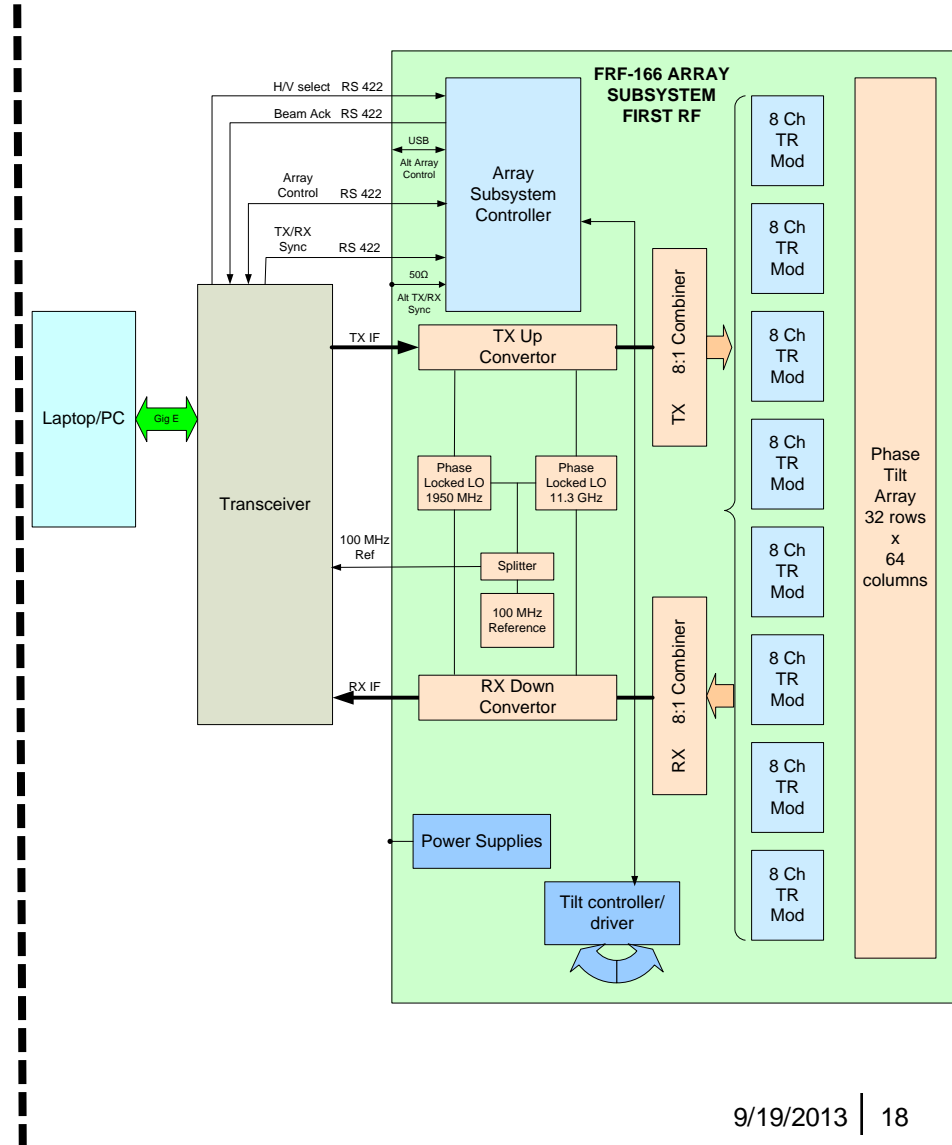 FRF-166 ARRAY
SUBSYSTEM
FIRST RF
H/V select RS 422
Beam Ack RS 422
USB
Alt Array
Control
Array
Control RS 422
TX/RX
Sync RS 422
50Ω
Alt TX/RX
Sync
Array
Subsystem
Controller
Laptop/PC
Gig E
Transceiver
TX IF
TX Up
Convertor
TX 8:1 Combiner
Phase
Locked LO
1950 MHz
Phase
Locked LO
11.3 GHz
100 MHz
Ref
Splitter
100 MHz
Reference
RX IF
RX Down
Convertor
RX 8:1 Combiner
Power Supplies
Tilt controller/
driver
8 Ch
TR
Mod
8 Ch
TR
Mod
8 Ch
TR
Mod
8 Ch
TR
Mod
8 Ch
TR
Mod
8 Ch
TR
Mod
8 Ch
TR
Mod
8 Ch
TR
Mod
Phase
Tilt
Array
32 rows
x
64
columns
9/19/2013 18